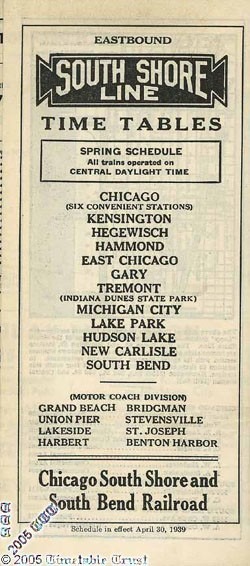 EASTBOUND
SOUTH SHORE
LINE
TIME TABLES
SPRING SCHEDULE
All trains operated on
CENTRAL DAYLIGHT TIME
CHICAGO
(SIX CONVENIENT STATIONS)
KENSINGTON
HEGEWISCH
HAMMOND
EAST CHICAGO
GARY
TREMONT
(INDIANA DUNES STATE PARK)
MICHIGAN CITY
LAKE PARK
HUDSON LAKE
NEW CARLISLE
SOUTH BEND
(MOTOR COACH DIVISION)
GRAND BEACH BRIDGMAN
UNION PIER STEVENSVILLE
LAKESIDE ST. JOSEPH
HARBERT BENTON HARBOR
Chicago South Shore and
South Bend Railroad
Schedule in effect April 30, 1939
© 2005 Timetable Trust